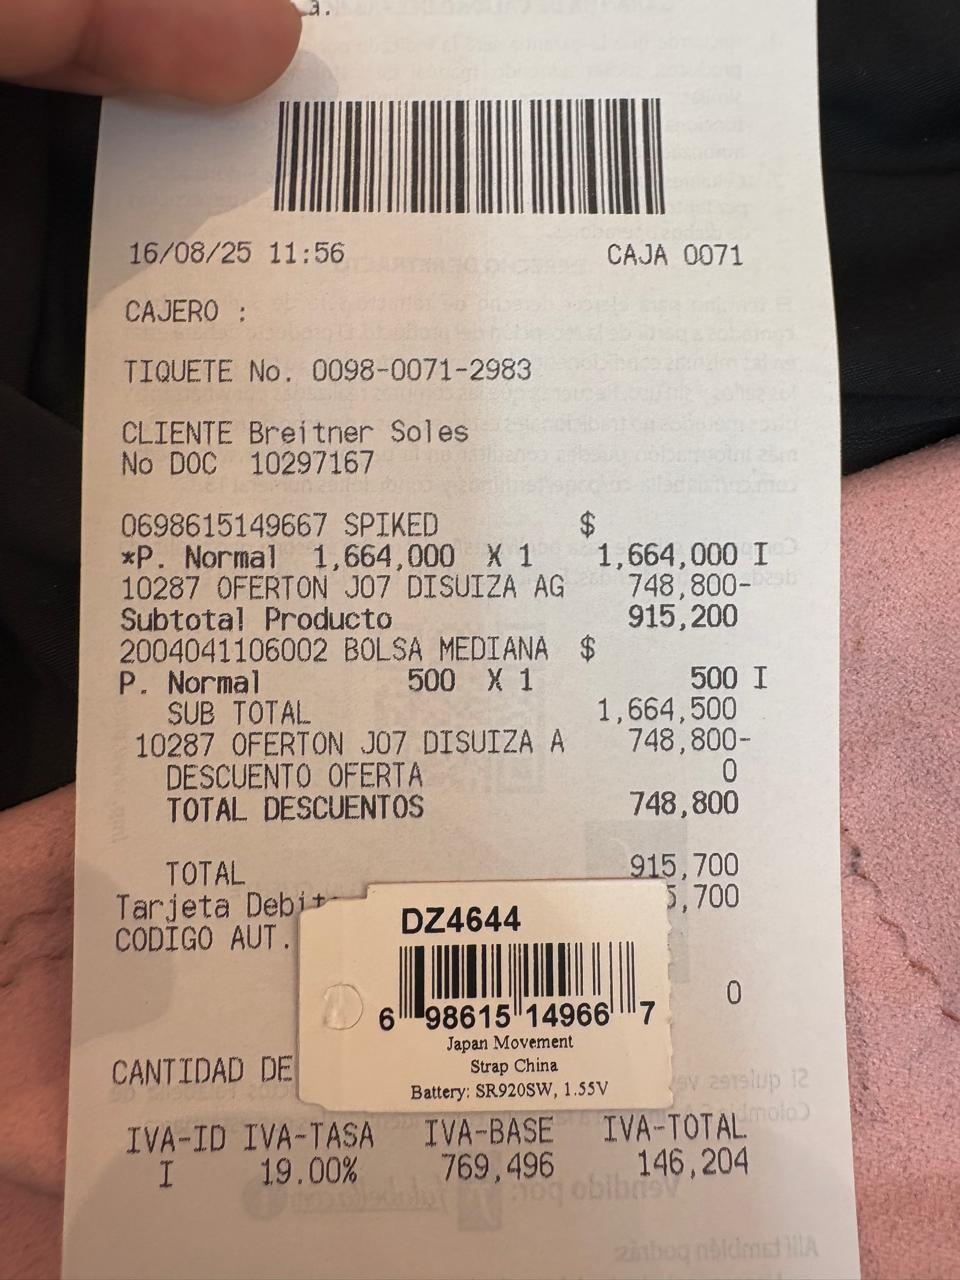 a.
16/08/25 11:56 CAJA 0071
CAJERO :
TIQUETE No. 0098-0071-2983
CLIENTE Breitner Soles
No DOC 10297167
0698615149667 SPIKED $
*P. Normal 1,664,000 X 1 1,664,000 I
10287 OFERTON J07 DISUIZA AG 748,800-
Subtotal Producto 915,200
2004041106002 BOLSA MEDIANA $
P. Normal 500 X 1 500 I
SUB TOTAL 1,664,500
10287 OFERTON J07 DISUIZA A 748,800-
DESCUENTO OFERTA 0
TOTAL DESCUENTOS 748,800
TOTAL 915,700
Tarjeta Debit 5,700
CODIGO AUT.
0
DZ4644
6 98615 14966 7
Japan Movement
Strap China
Battery: SR920SW, 1.55V
CANTIDAD DE
IVA-ID IVA-TASA IVA-BASE IVA-TOTAL
I 19.00% 769,496 146,204